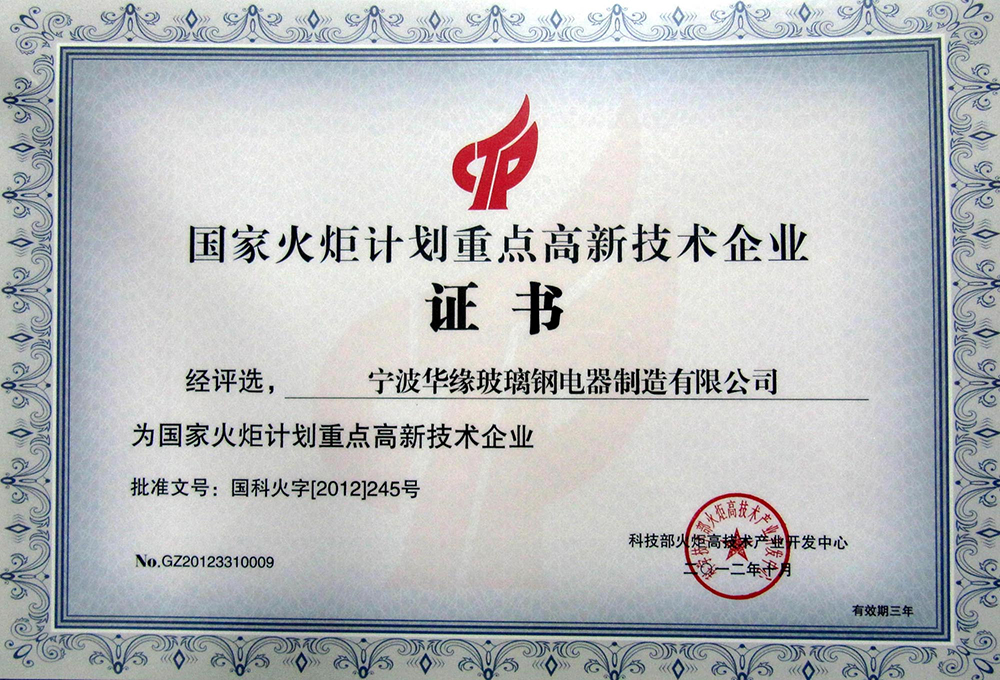 CTP
国家火炬计划重点高新技术企业
证书
经评选，宁波华缘玻璃钢电器制造有限公司
为国家火炬计划重点高新技术企业
批准文号：国科火字[2012]245号
科技部火炬高技术产业开发中心
No.GZ20123310009
二〇一二年十月
有效期三年